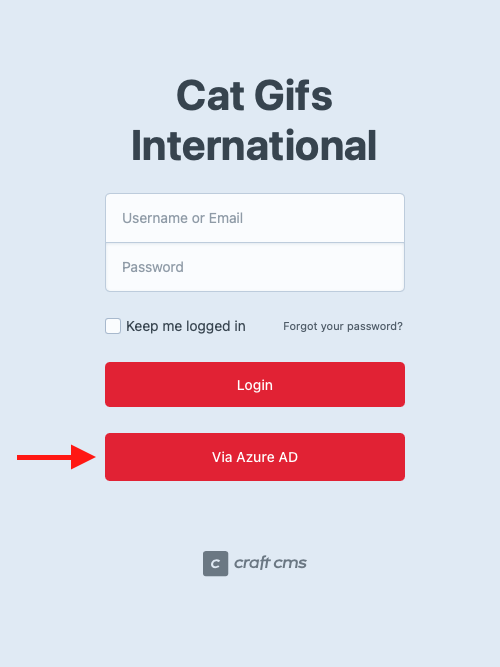 Cat Gifs
International
Username or Email
Password
Keep me logged in Forgot your password?
Login
Via Azure AD
c craft cms